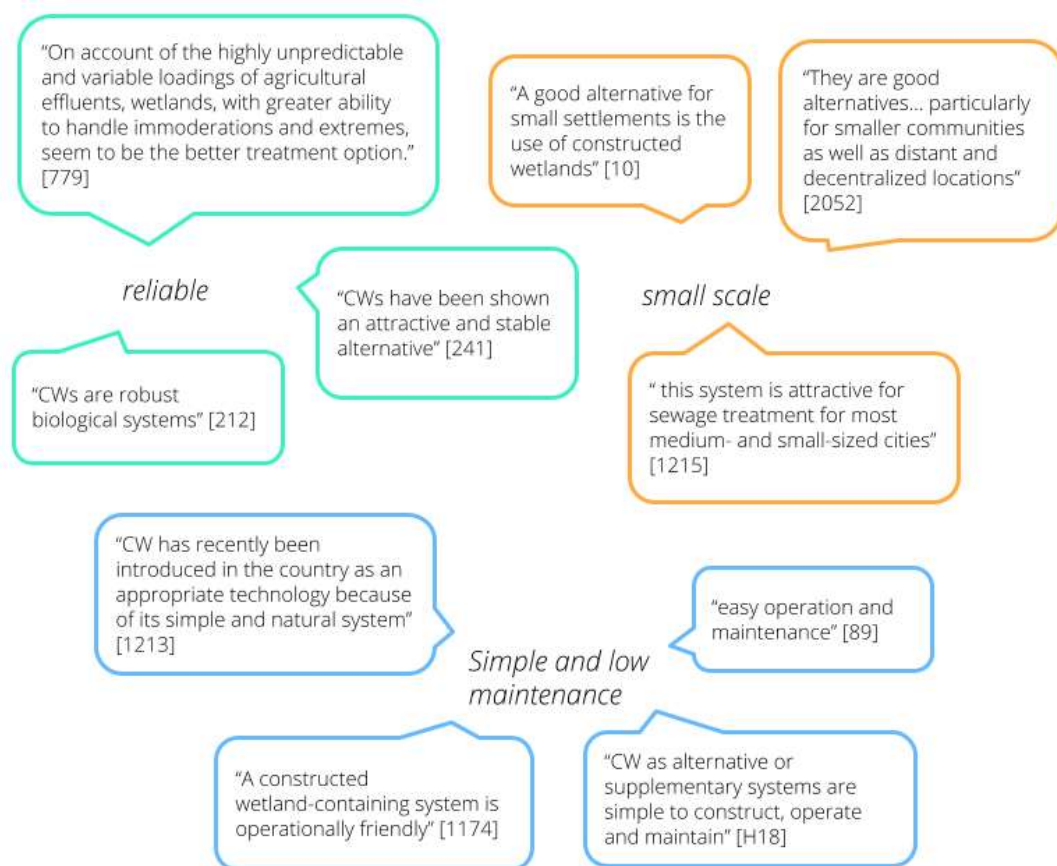 “On account of the highly unpredictable
and variable loadings of agricultural
effluents, wetlands, with greater ability
to handle immoderations and extremes,
seem to be the better treatment option.”
[779]
“A good alternative for
small settlements is the
use of constructed
wetlands” [10]
“They are good
alternatives... particularly
for smaller communities
as well as distant and
decentralized locations“
[2052]
reliable
“CWs have been shown
an attractive and stable
alternative” [241]
small scale
“CWs are robust
biological systems” [212]
“ this system is attractive for
sewage treatment for most
medium- and small-sized cities”
[1215]
“CW has recently been
introduced in the country as an
appropriate technology because
of its simple and natural system”
[1213]
“easy operation and
maintenance” [89]
Simple and low
maintenance
“A constructed
wetland-containing system is
operationally friendly” [1174]
“CW as alternative or
supplementary systems are
simple to construct, operate
and maintain” [H18]